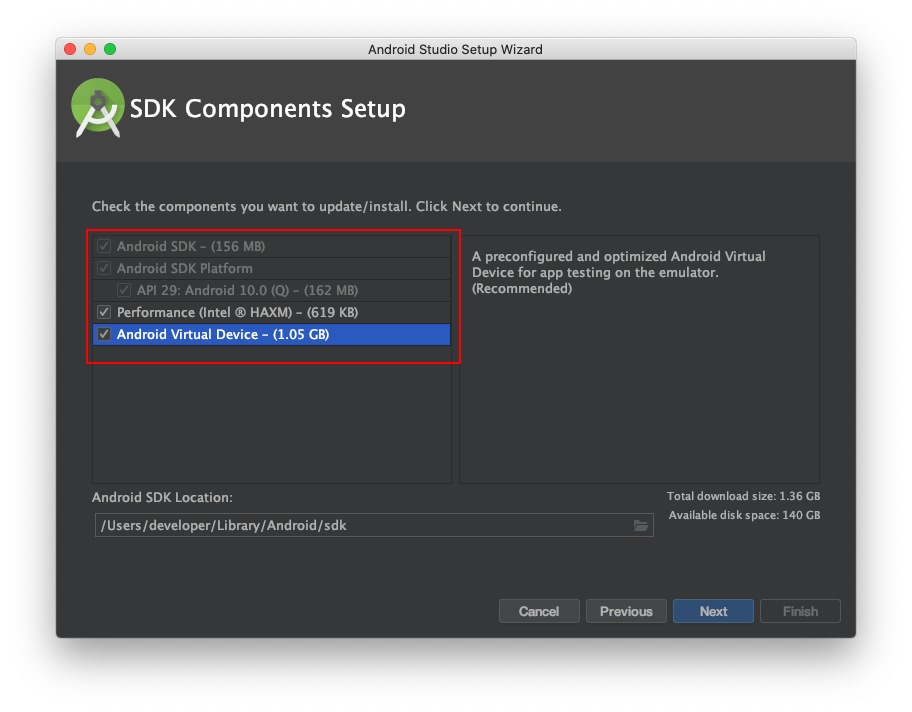 Android Studio Setup Wizard
SDK Components Setup
Check the components you want to update/install. Click Next to continue.
Android SDK – (156 MB)
Android SDK Platform
API 29: Android 10.0 (Q) – (162 MB)
Performance (Intel ® HAXM) – (619 KB)
Android Virtual Device – (1.05 GB)
A preconfigured and optimized Android Virtual
Device for app testing on the emulator.
(Recommended)
Android SDK Location:
/Users/developer/Library/Android/sdk
Total download size: 1.36 GB
Available disk space: 140 GB
Cancel
Previous
Next
Finish